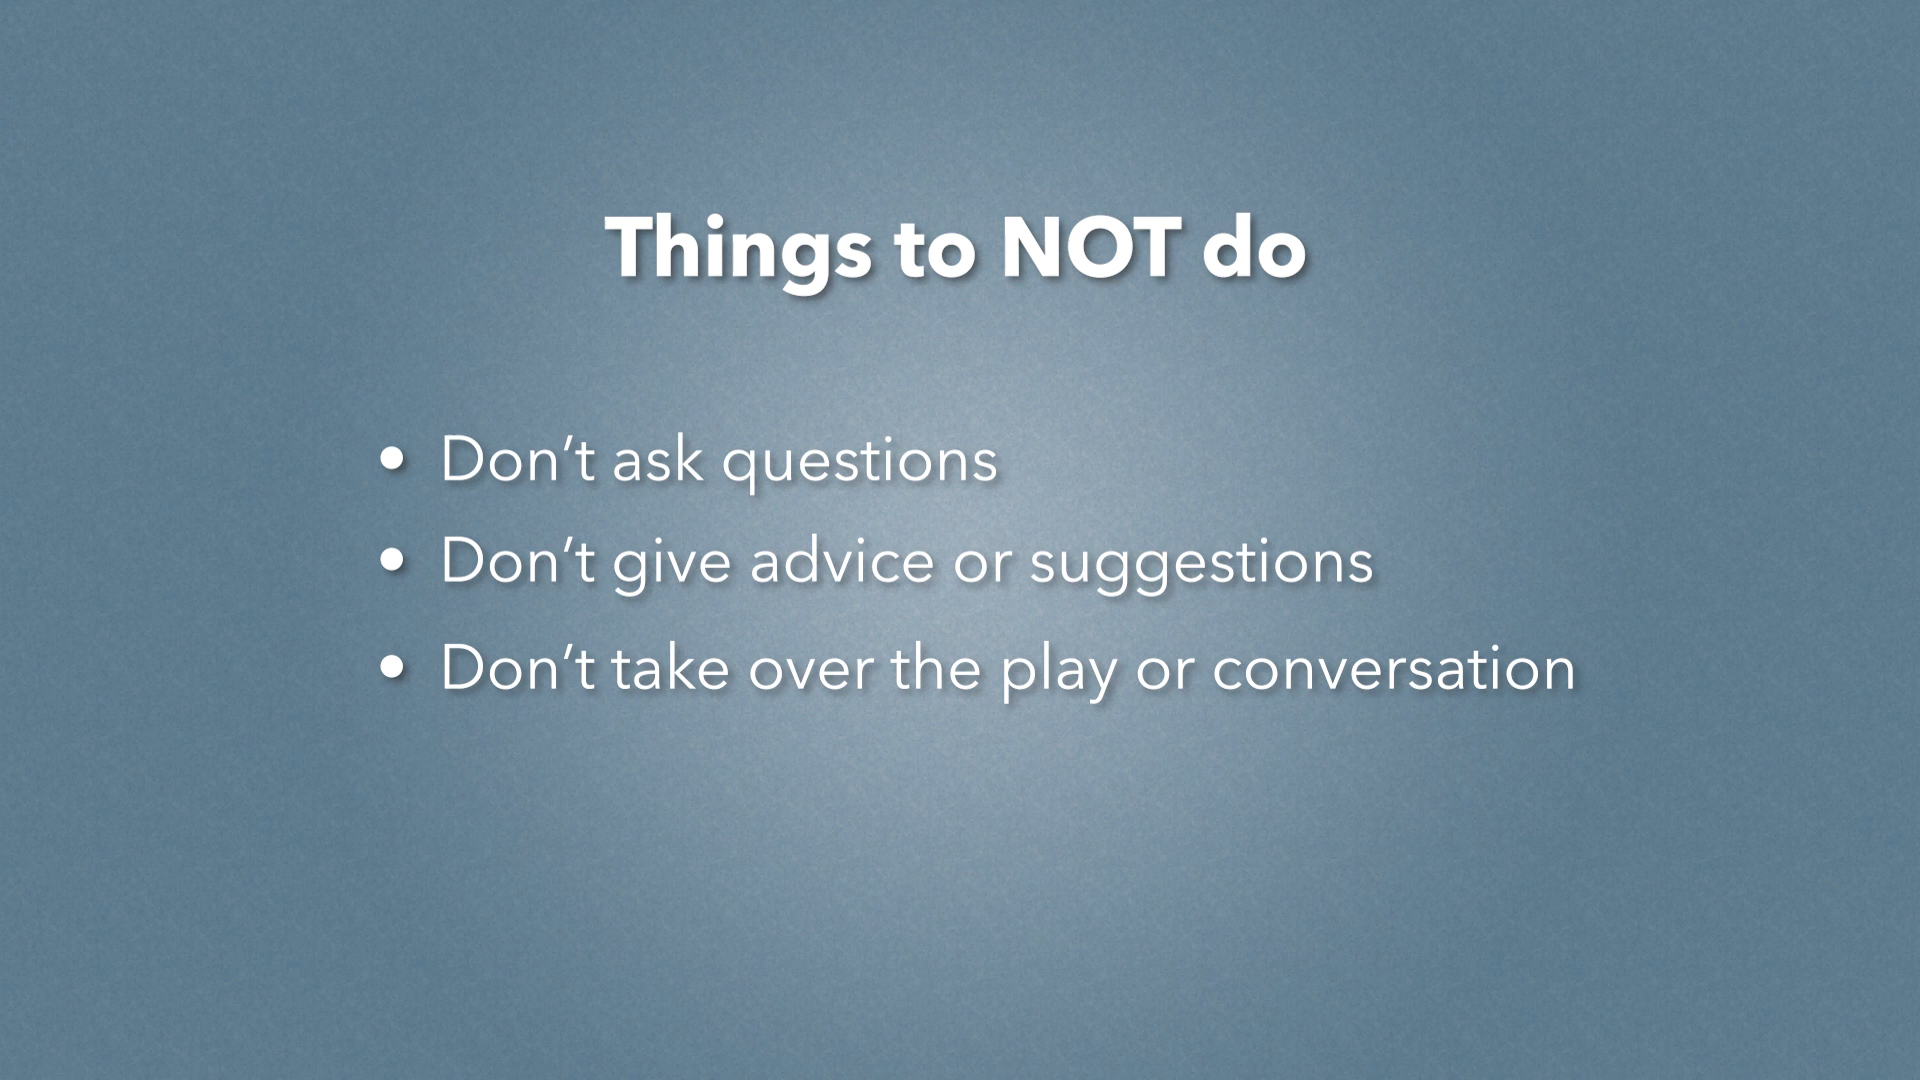 Things to NOT do
• Don’t ask questions
• Don’t give advice or suggestions
• Don’t take over the play or conversation